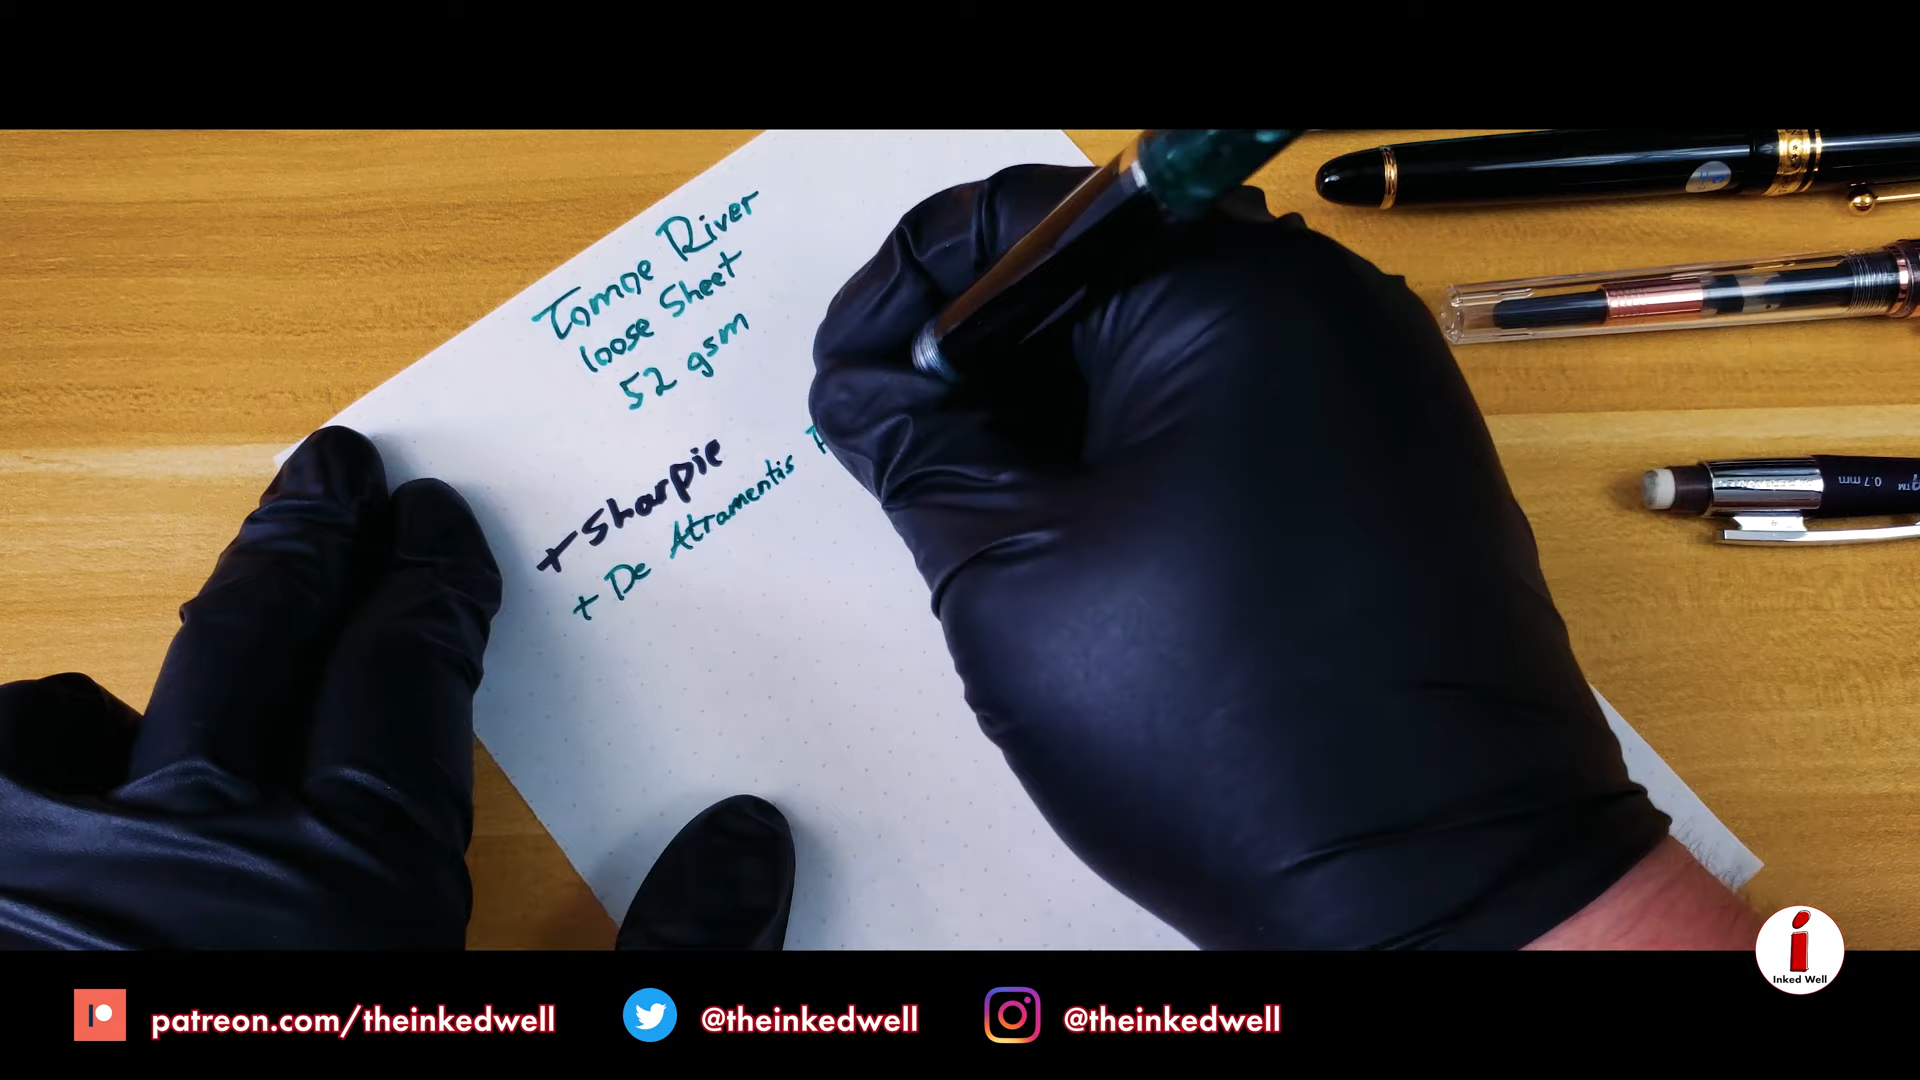 Tomoe River
loose Sheet
52 gsm
+ Sharpie
+ De Atramentis
0.7 mm
i
Inked Well
patreon.com/theinkedwell
@theinkedwell
@theinkedwell